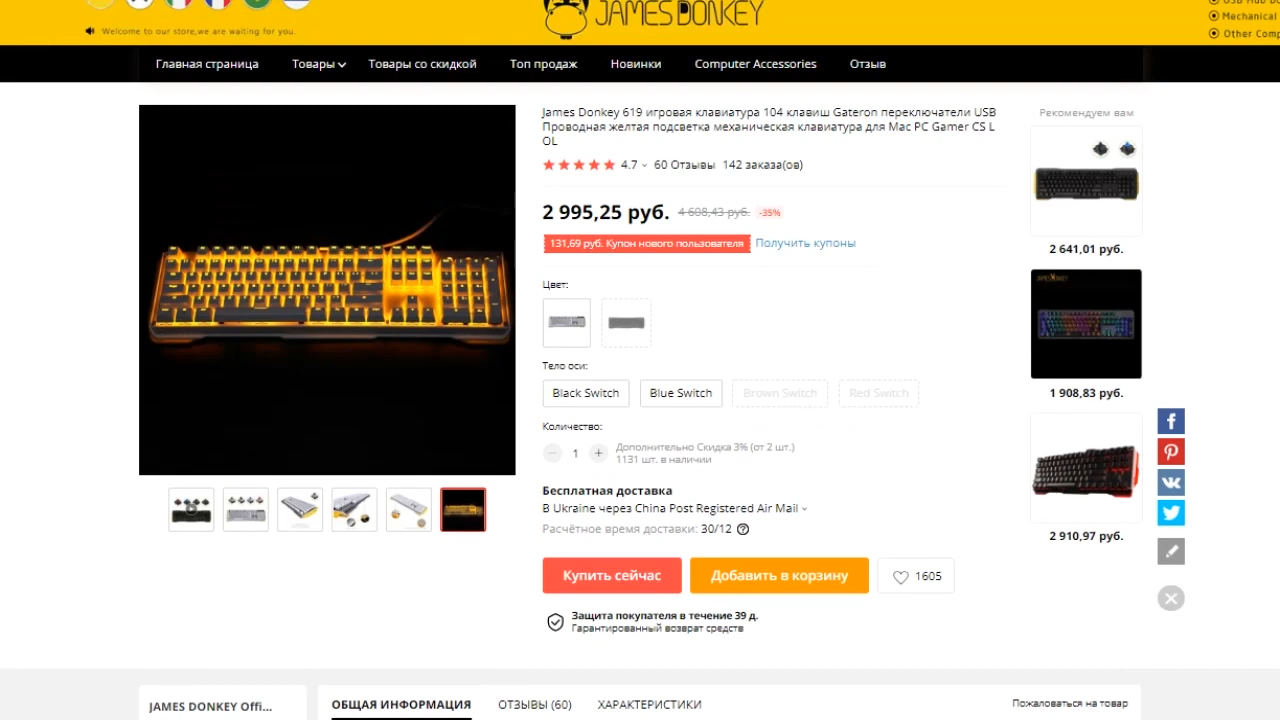 JAMES DONKEY
Welcome to our store,we are waiting for you.
Mechanical
Other Comp
Главная страница
Товары
Товары со скидкой
Топ продаж
Новинки
Computer Accessories
Отзыв
James Donkey 619 игровая клавиатура 104 клавиш Gateron переключатели USB
Проводная желтая подсветка механическая клавиатура для Mac PC Gamer CS L
OL
4.7 60 Отзывы 142 заказа(ов)
2 995,25 руб. 4 608,43 руб. -35%
131,69 руб. Купон нового пользователя Получить купоны
Цвет:
Тело оси:
Black Switch
Blue Switch
Brown Switch
Red Switch
Количество:
1
Дополнительно Скидка 3% (от 2 шт.)
1131 шт. в наличии
Бесплатная доставка
В Ukraine через China Post Registered Air Mail
Расчётное время доставки: 30/12
Купить сейчас
Добавить в корзину
1605
Защита покупателя в течение 39 д.
Гарантированный возврат средств
Рекомендуем вам
2 641,01 руб.
1 908,83 руб.
2 910,97 руб.
JAMES DONKEY Offi...
ОБЩАЯ ИНФОРМАЦИЯ
ОТЗЫВЫ (60)
ХАРАКТЕРИСТИКИ
Пожаловаться на товар